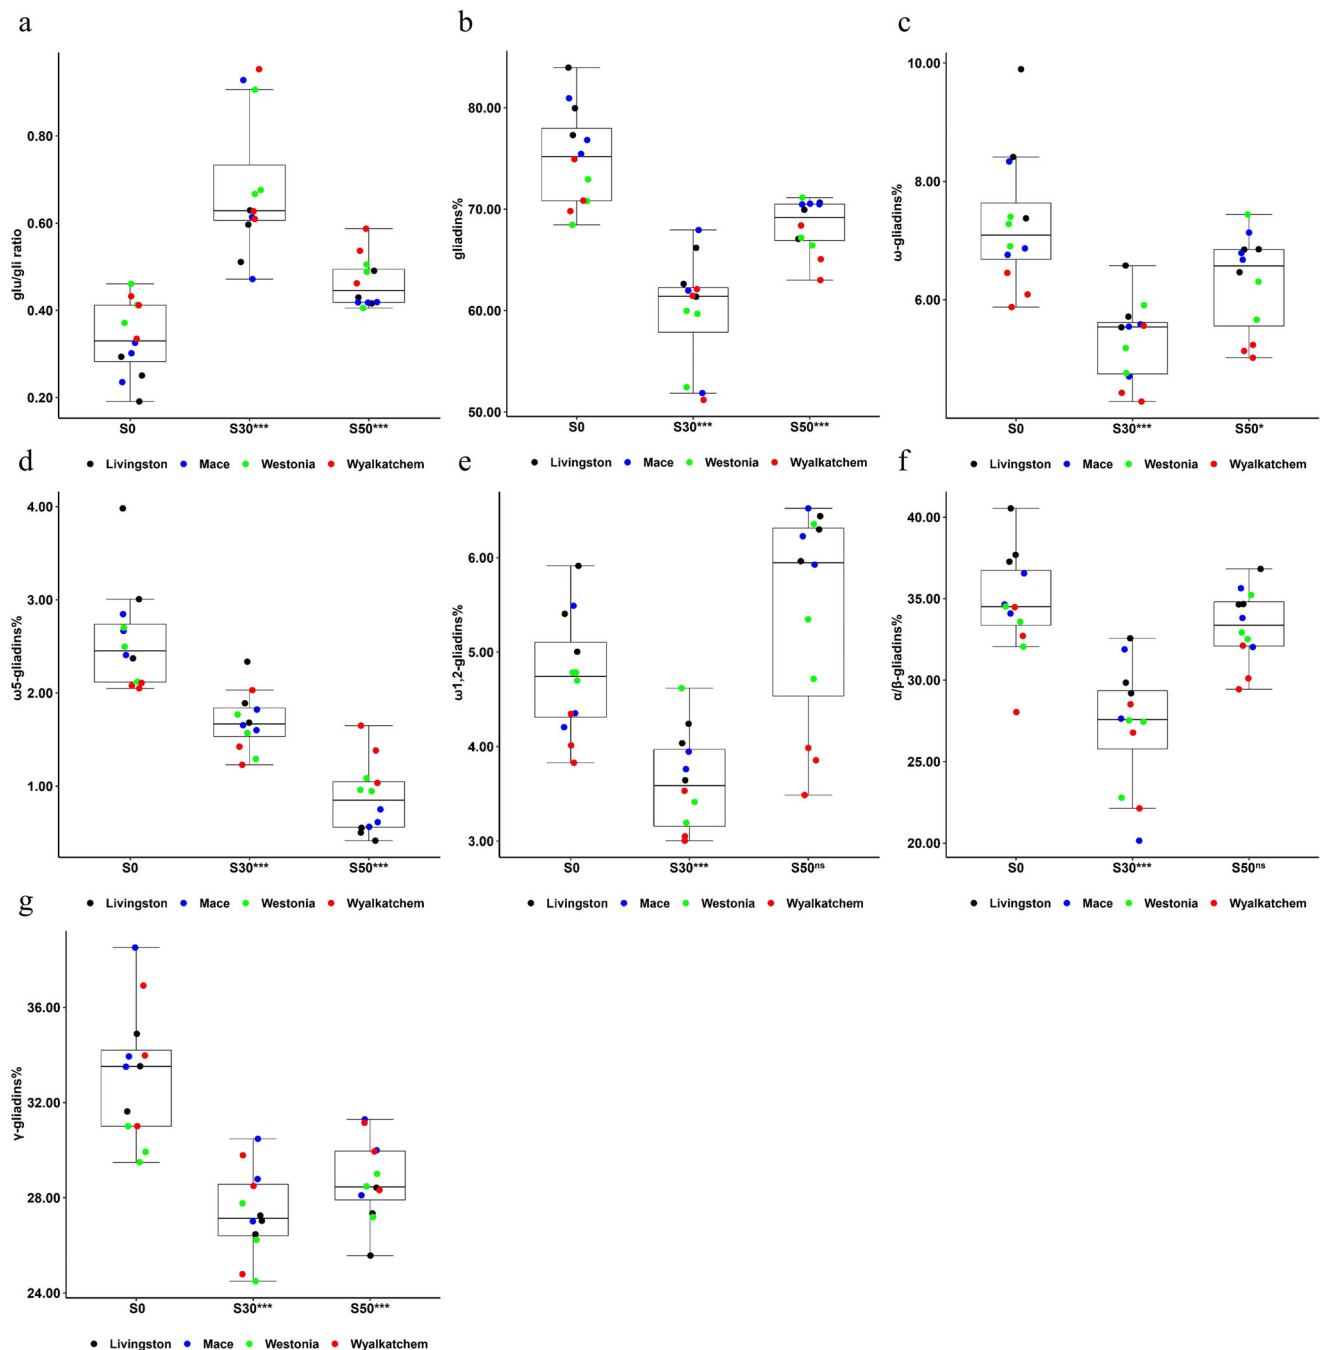 a
glu/gli ratio
0.80
0.60
0.40
0.20
S0 S30*** S50***
Livingston Mace Westonia Wyalkatchem
b
gliadins%
80.00
70.00
60.00
50.00
S0 S30*** S50***
Livingston Mace Westonia Wyalkatchem
c
ω-gliadins%
10.00
8.00
6.00
S0 S30*** S50*
Livingston Mace Westonia Wyalkatchem
d
ω5-gliadins%
4.00
3.00
2.00
1.00
S0 S30*** S50***
Livingston Mace Westonia Wyalkatchem
e
ω1,2-gliadins%
6.00
5.00
4.00
3.00
S0 S30*** S50ns
Livingston Mace Westonia Wyalkatchem
f
α/β-gliadins%
40.00
35.00
30.00
25.00
20.00
S0 S30*** S50ns
Livingston Mace Westonia Wyalkatchem
g
γ-gliadins%
36.00
32.00
28.00
24.00
S0 S30*** S50***
Livingston Mace Westonia Wyalkatchem